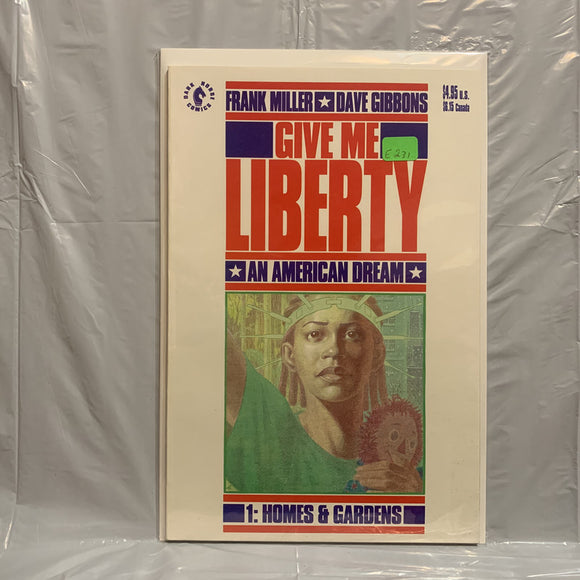 DARK HORSE COMICS
FRANK MILLER ★ DAVE GIBBONS
$4.95 U.S.
$6.15 Canada
GIVE ME
E 231
LIBERTY
★ AN AMERICAN DREAM ★
1: HOMES & GARDENS